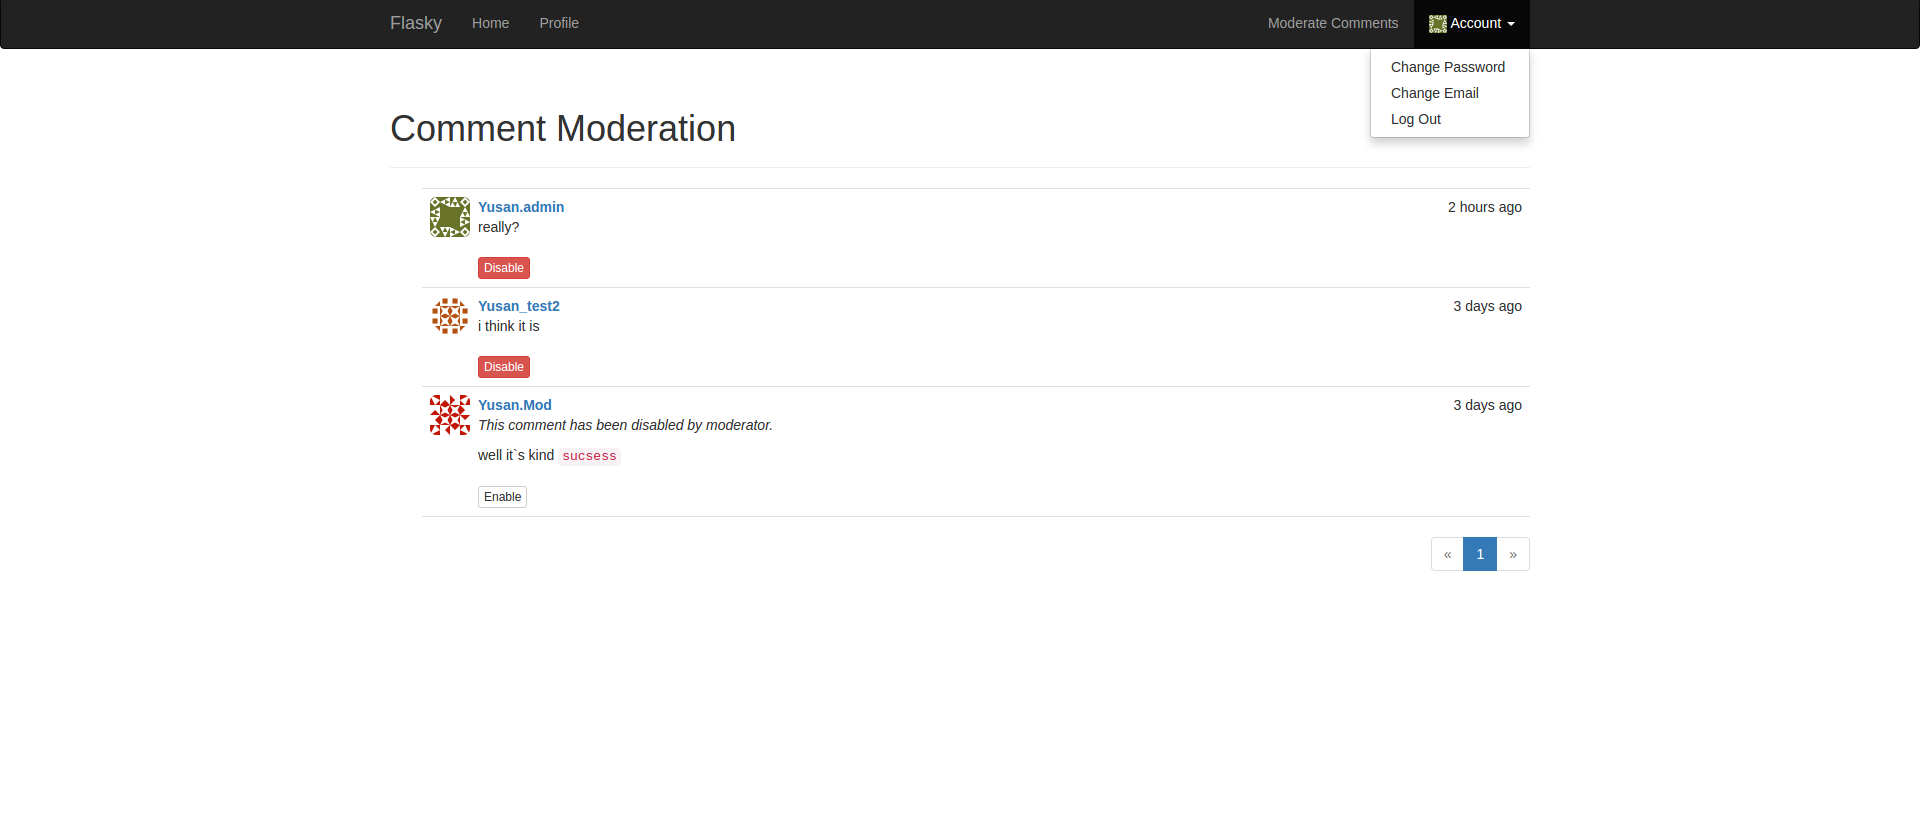 Flasky Home Profile Moderate Comments Account
Change Password
Change Email
Log Out
Comment Moderation
Yusan.admin 2 hours ago
really?
Disable
Yusan_test2 3 days ago
i think it is
Disable
Yusan.Mod 3 days ago
This comment has been disabled by moderator.
well it`s kind sucsess
Enable
« 1 »